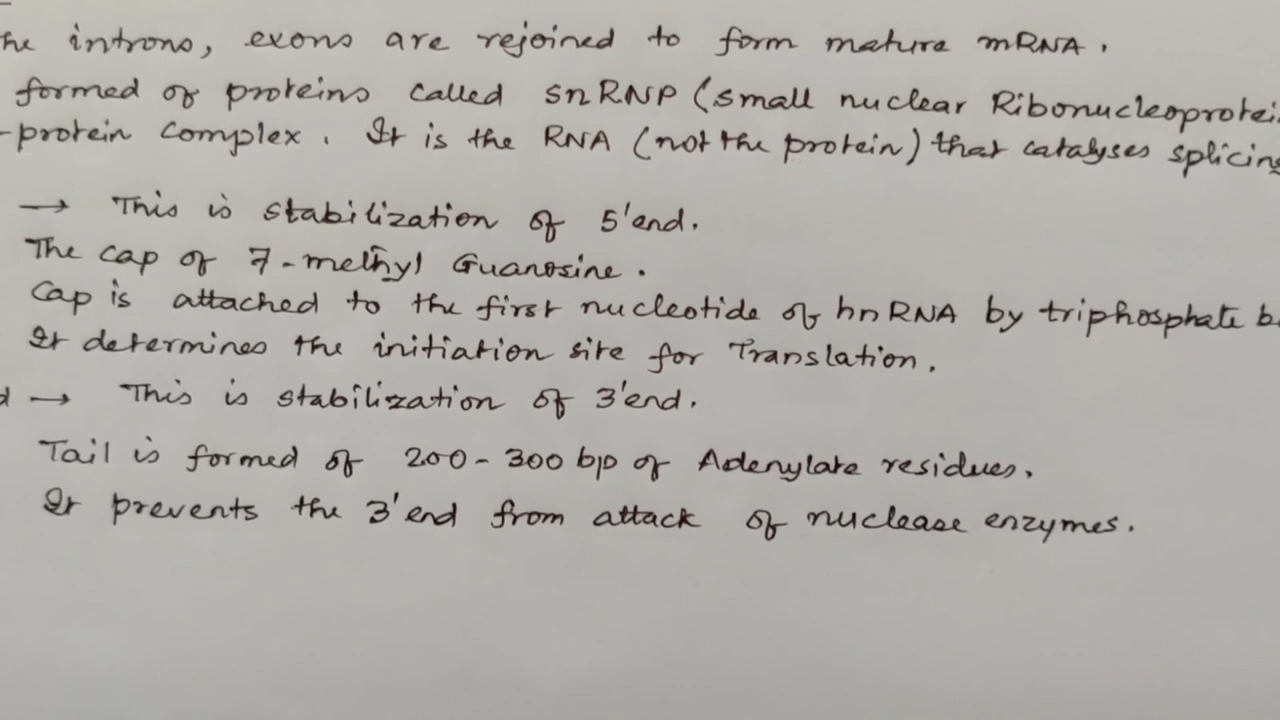 he introns, exons are rejoined to form mature mRNA.
formed of proteins called snRNP (small nuclear Ribonucleoprotei
-protein complex. It is the RNA (not the protein) that catalyses splicing
→ This is stabilization of 5'end.
The cap of 7-methyl Guanosine.
Cap is attached to the first nucleotide of hnRNA by triphosphate b
It determines the initiation site for Translation.
d → This is stabilization of 3'end.
Tail is formed of 200-300 bp of Adenylate residues.
It prevents the 3'end from attack of nuclease enzymes.